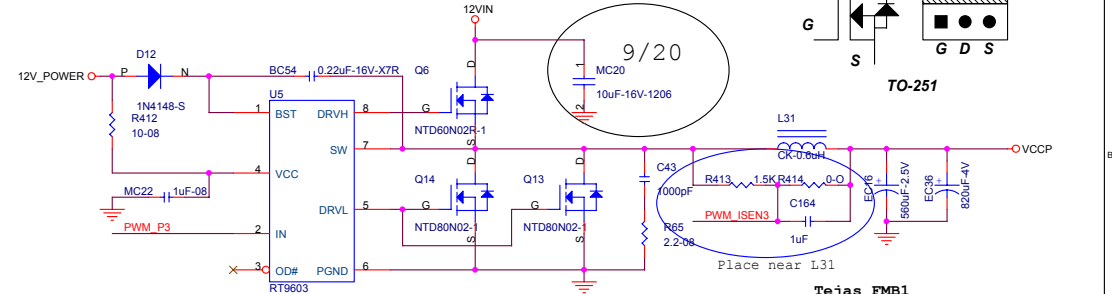 12VIN
G
S
G D S
TO-251
9/20
D12
12V_POWER
P
N
1N4148-S
R412
10-08
BC54
0.22uF-16V-X7R
Q6
D
G
S
NTD60N02R-1
1
MC20
10uF-16V-1206
2
U5
1 BST
DRVH 8
SW 7
4 VCC
DRVL 5
2 IN
3 OD#
PGND 6
RT9603
MC22
1uF-08
PWM_P3
Q14
D
G
S
NTD80N02-1
Q13
D
G
S
NTD80N02-1
C43
1000pF
R65
2.2-08
L31
CK-0.6uH
VCCP
R413
1.5K
R414
0-O
PWM_ISEN3
C164
1uF
EC16
+
560uF-2.5V
EC36
+
820uF-4V
Place near L31
Tejas FMB1
B